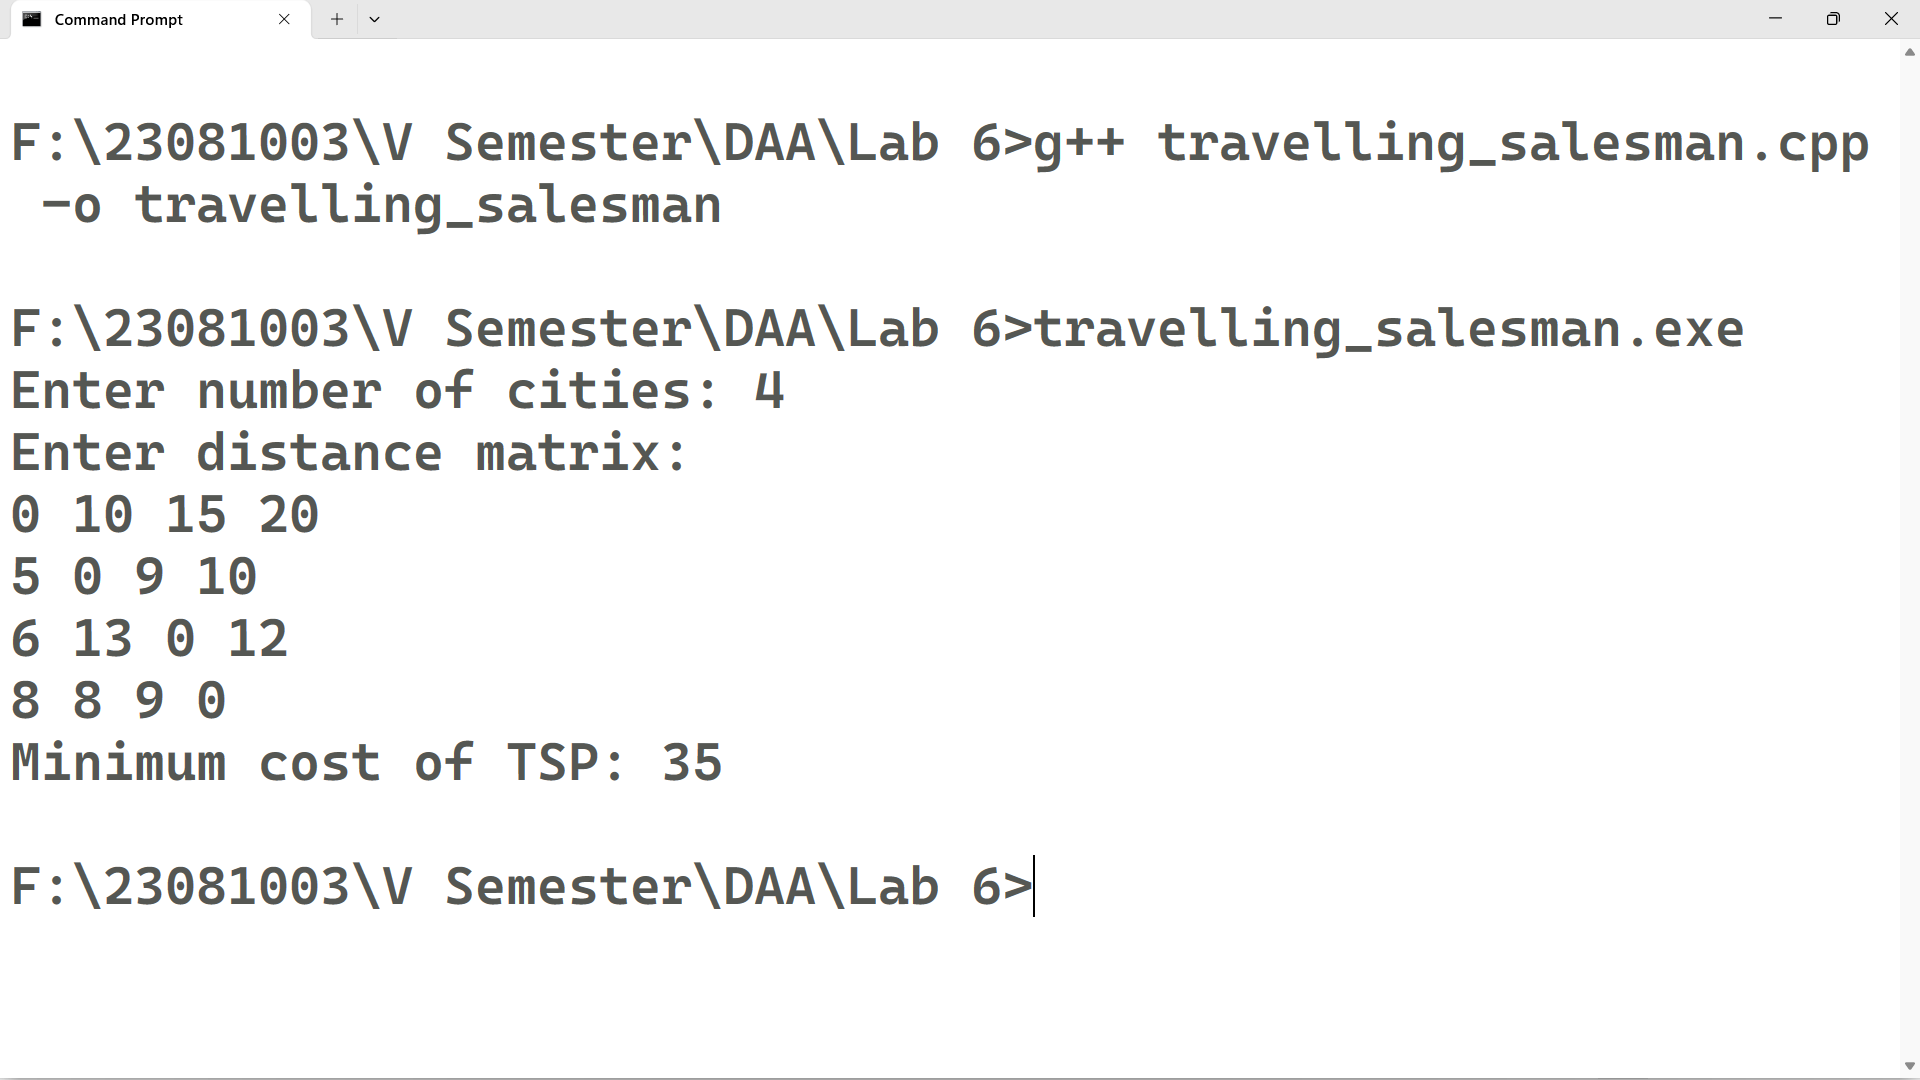 Command Prompt
F:\23081003\V Semester\DAA\Lab 6>g++ travelling_salesman.cpp
 -o travelling_salesman
F:\23081003\V Semester\DAA\Lab 6>travelling_salesman.exe
Enter number of cities: 4
Enter distance matrix:
0 10 15 20
5 0 9 10
6 13 0 12
8 8 9 0
Minimum cost of TSP: 35
F:\23081003\V Semester\DAA\Lab 6>